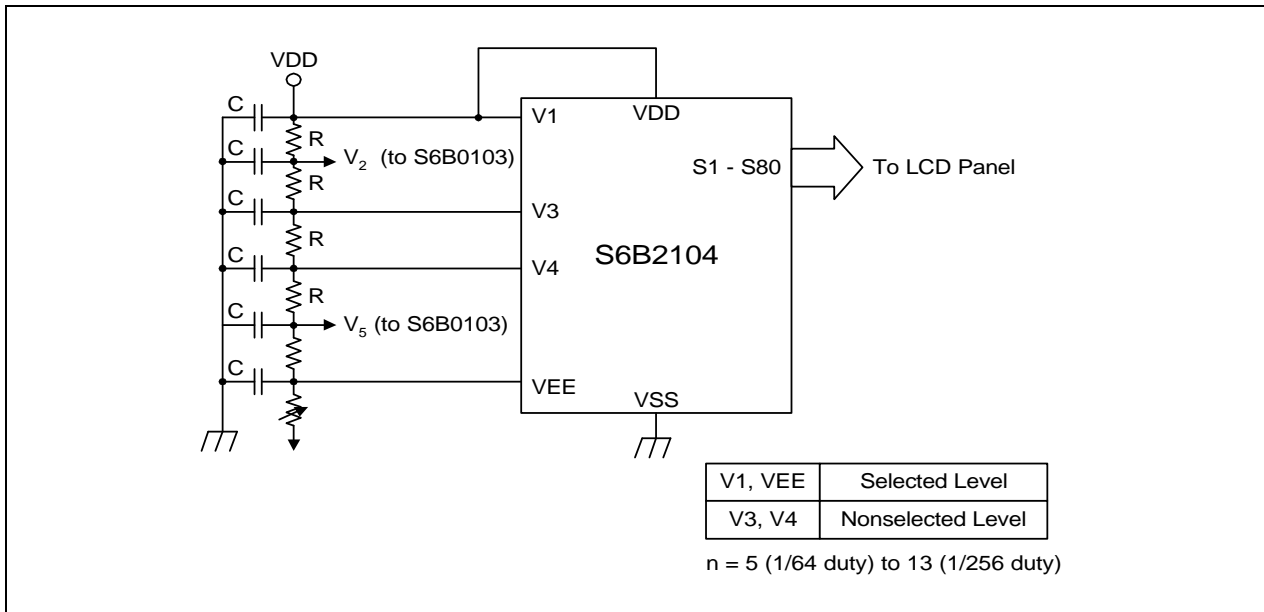 VDD
C
V1
VDD
R
C
V2 (to S6B0103)
S1 - S80
To LCD Panel
R
C
V3
R
S6B2104
C
V4
R
C
V5 (to S6B0103)
C
VEE
VSS
V1, VEE Selected Level
V3, V4 Nonselected Level
n = 5 (1/64 duty) to 13 (1/256 duty)